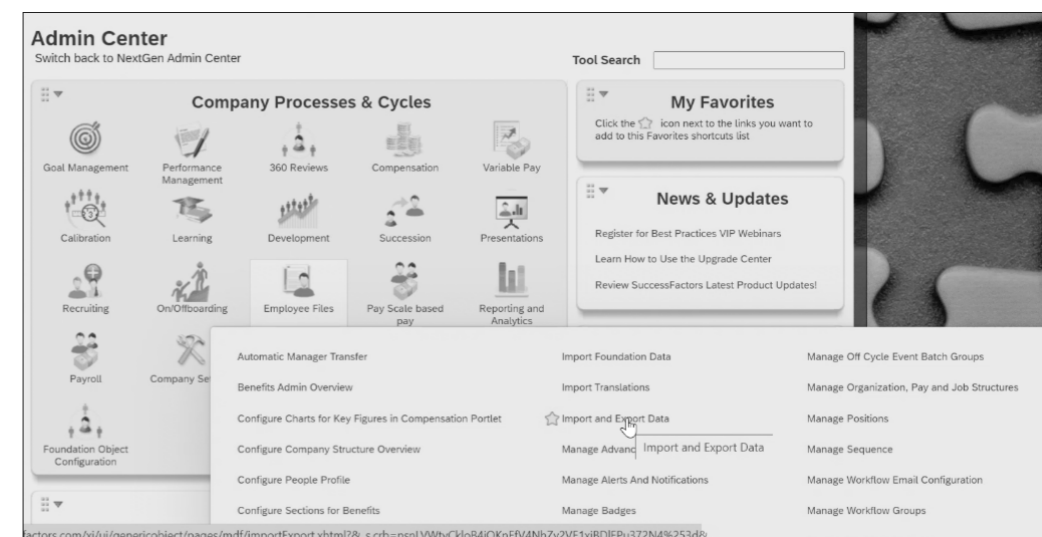 Admin Center
Switch back to NextGen Admin Center
Tool Search
Company Processes & Cycles
Goal Management
Performance
Management
360 Reviews
Compensation
Variable Pay
Calibration
Learning
Development
Succession
Presentations
Recruiting
On/Offboarding
Employee Files
Pay Scale based
pay
Reporting and
Analytics
Payroll
Company Se
Foundation Object
Configuration
My Favorites
Click the icon next to the links you want to
add to this Favorites shortcuts list
News & Updates
Register for Best Practices VIP Webinars
Learn How to Use the Upgrade Center
Review SuccessFactors Latest Product Updates!
Automatic Manager Transfer
Benefits Admin Overview
Configure Charts for Key Figures in Compensation Portlet
Configure Company Structure Overview
Configure People Profile
Configure Sections for Benefits
Import Foundation Data
Import Translations
Import and Export Data
Manage Advanc
Import and Export Data
Manage Alerts And Notifications
Manage Badges
Manage Off Cycle Event Batch Groups
Manage Organization, Pay and Job Structures
Manage Positions
Manage Sequence
Manage Workflow Email Configuration
Manage Workflow Groups